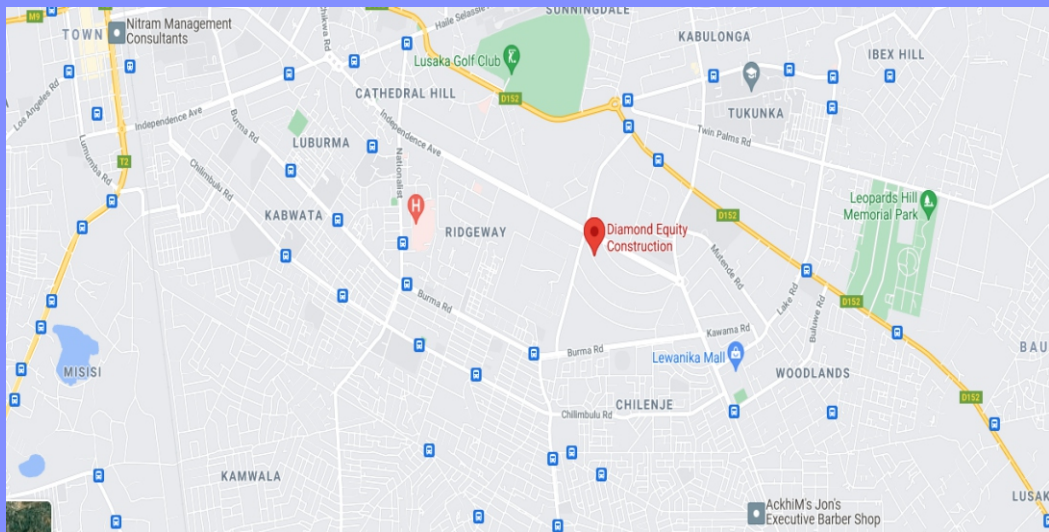 M9
Nitram Management
Consultants
TOWN
Los Angeles Rd
Lumumba Rd
Independence Ave
T2
Chilimbulu Rd
Burma Rd
LUBURMA
KABWATA
Haile Selassie
CATHEDRAL HILL
Independence Ave
Nationalist
H
RIDGEWAY
SUNNINGDALE
Lusaka Golf Club
D152
KABULONGA
TUKUNKA
IBEX HILL
Twin Palms Rd
Leopards Hill
Memorial Park
D152
Diamond Equity
Construction
Mutende Rd
Lake Rd
Buluwe Rd
D152
Burma Rd
Kawama Rd
Burma Rd
Lewanika Mall
WOODLANDS
BAU
MISISI
CHILENJE
Chilimbulu Rd
D152
KAMWALA
AckhiM's Jon's
Executive Barber Shop
LUSAK